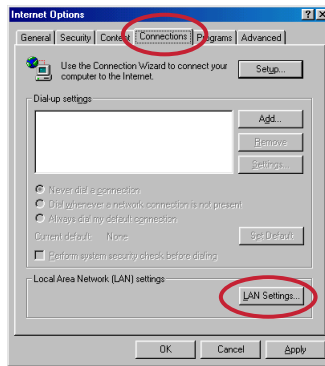 Internet Options
General Security Content Connections Programs Advanced
Use the Connection Wizard to connect your
computer to the Internet.
Setup...
Dial-up settings
Add...
Remove
Settings...
Never dial a connection
Dial whenever a network connection is not present
Always dial my default connection
Current default: None
Set Default
Perform system security check before dialing
Local Area Network (LAN) settings
LAN Settings...
OK Cancel Apply